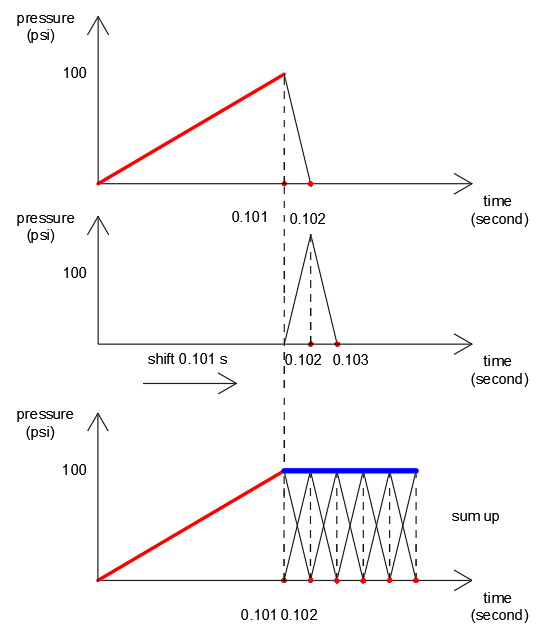 pressure
(psi)
100
time
(second)
0.101
0.102
pressure
(psi)
100
shift 0.101 s
0.102
0.103
time
(second)
pressure
(psi)
100
sum up
time
(second)
0.101 0.102